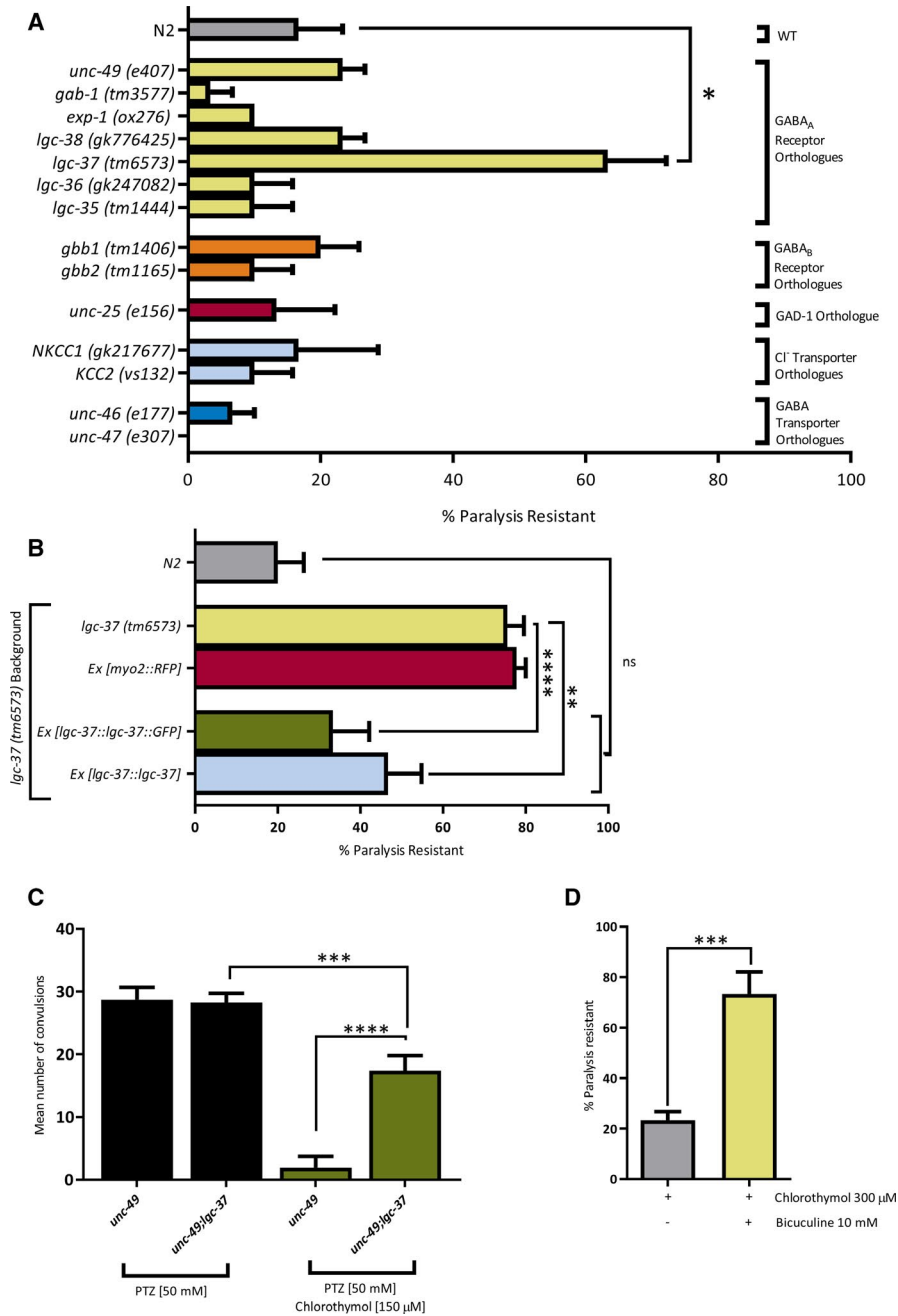 A
N2
unc-49 (e407)
gab-1 (tm3577)
exp-1 (ox276)
lgc-38 (gk776425)
lgc-37 (tm6573)
lgc-36 (gk247082)
lgc-35 (tm1444)
gbb1 (tm1406)
gbb2 (tm1165)
unc-25 (e156)
NKCC1 (gk217677)
KCC2 (vs132)
unc-46 (e177)
unc-47 (e307)
*
WT
GABAA
Receptor
Orthologues
GABAB
Receptor
Orthologues
GAD-1 Orthologue
Cl- Transporter
Orthologues
GABA
Transporter
Orthologues
0 20 40 60 80 100
% Paralysis Resistant
B
lgc-37 (tm6573) Background
N2
lgc-37 (tm6573)
Ex [myo2::RFP]
Ex [lgc-37::lgc-37::GFP]
Ex [lgc-37::lgc-37]
****
**
ns
0 20 40 60 80 100
% Paralysis Resistant
C
Mean number of convulsions
40
30
20
10
0
***
****
unc-49
unc-49;lgc-37
unc-49
unc-49;lgc-37
PTZ [50 mM]
PTZ [50 mM]
Chlorothymol [150 μM]
D
% Paralysis resistant
100
80
60
40
20
0
***
+ + Chlorothymol 300 μM
- + Bicuculine 10 mM